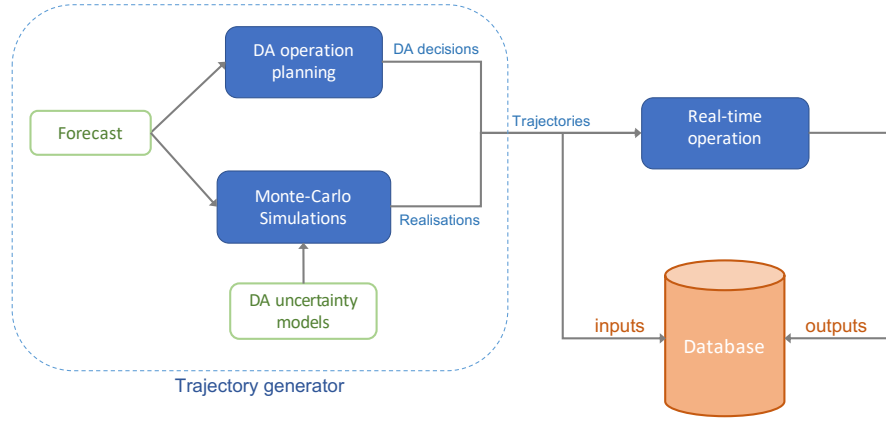 DA operation
planning
DA decisions
Forecast
Trajectories
Real-time
operation
Monte-Carlo
Simulations
Realisations
DA uncertainty
models
inputs
Database
outputs
Trajectory generator